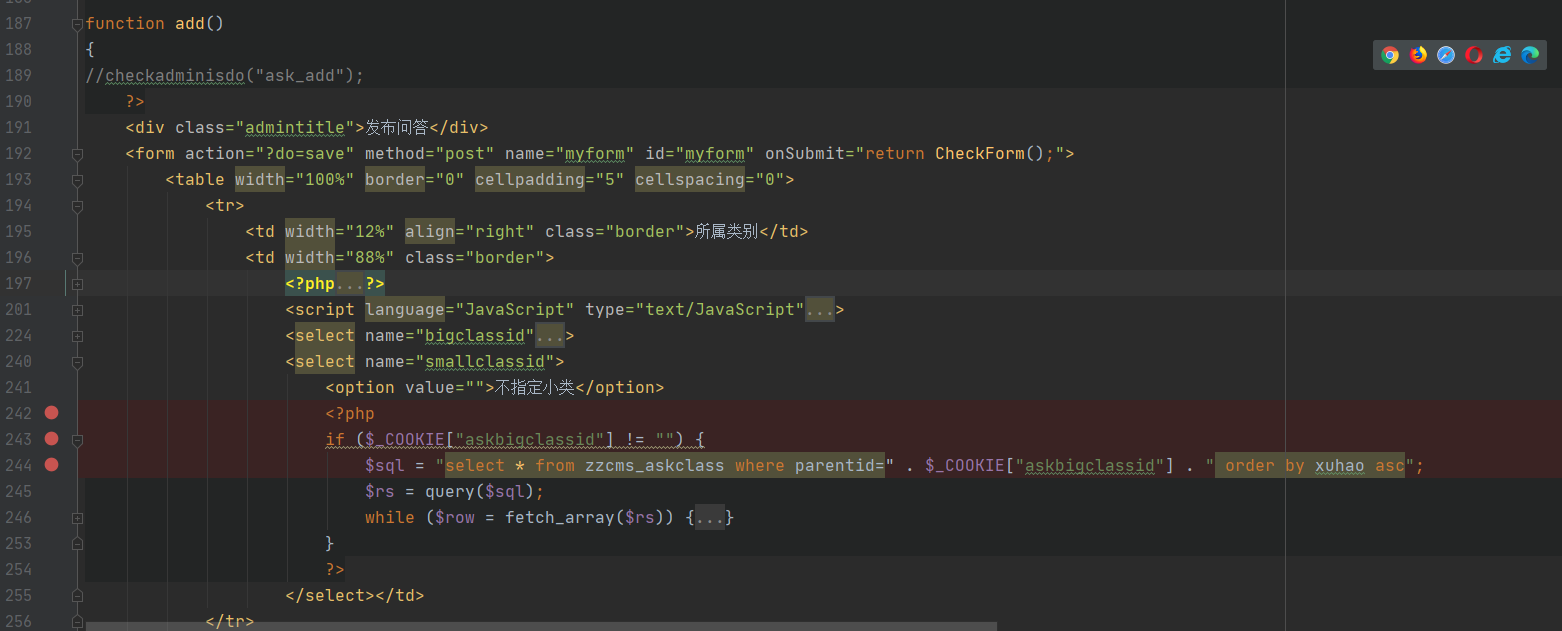 187 function add()
188 {
189 //checkadminisdo("ask_add");
190 ?>
191 <div class="admintitle">发布问答</div>
192 <form action="?do=save" method="post" name="myform" id="myform" onSubmit="return CheckForm();">
193 <table width="100%" border="0" cellpadding="5" cellspacing="0">
194 <tr>
195 <td width="12%" align="right" class="border">所属类别</td>
196 <td width="88%" class="border">
197 <?php...?>
201 <script language="JavaScript" type="text/JavaScript"...>
224 <select name="bigclassid"...>
240 <select name="smallclassid">
241 <option value="">不指定小类</option>
242 <?php
243 if ($_COOKIE["askbigclassid"] != "") {
244 $sql = "select * from zzcms_askclass where parentid=" . $_COOKIE["askbigclassid"] . " order by xuhao asc";
245 $rs = query($sql);
246 while ($row = fetch_array($rs)) {...}
253 }
254 ?>
255 </select></td>
256 </tr>